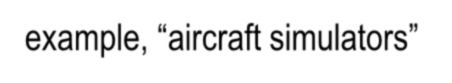 example, “aircraft simulators”